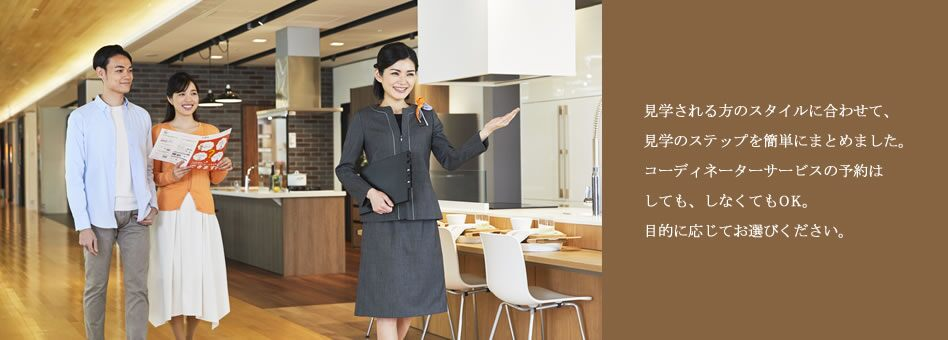 見学される方のスタイルに合わせて、
見学のステップを簡単にまとめました。
コーディネーターサービスの予約は
しても、しなくてもOK。
目的に応じてお選びください。